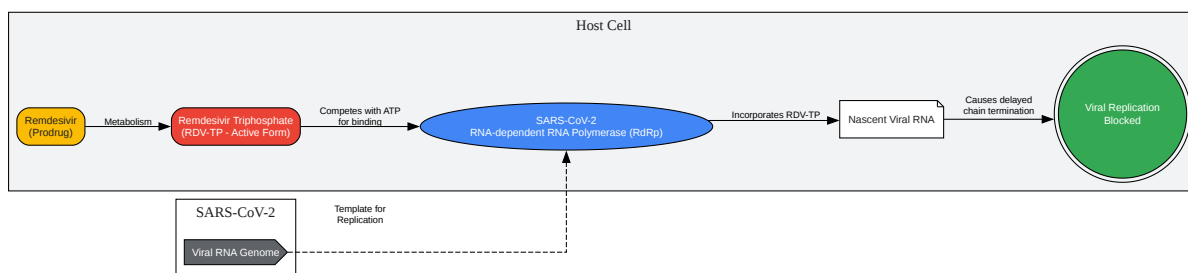 Host Cell
Remdesivir
(Prodrug)
Metabolism
Remdesivir Triphosphate
(RDV-TP - Active Form)
Competes with ATP
for binding
SARS-CoV-2
RNA-dependent RNA Polymerase (RdRp)
Incorporates RDV-TP
Nascent Viral RNA
Causes delayed
chain termination
Viral Replication
Blocked
SARS-CoV-2
Viral RNA Genome
Template for
Replication